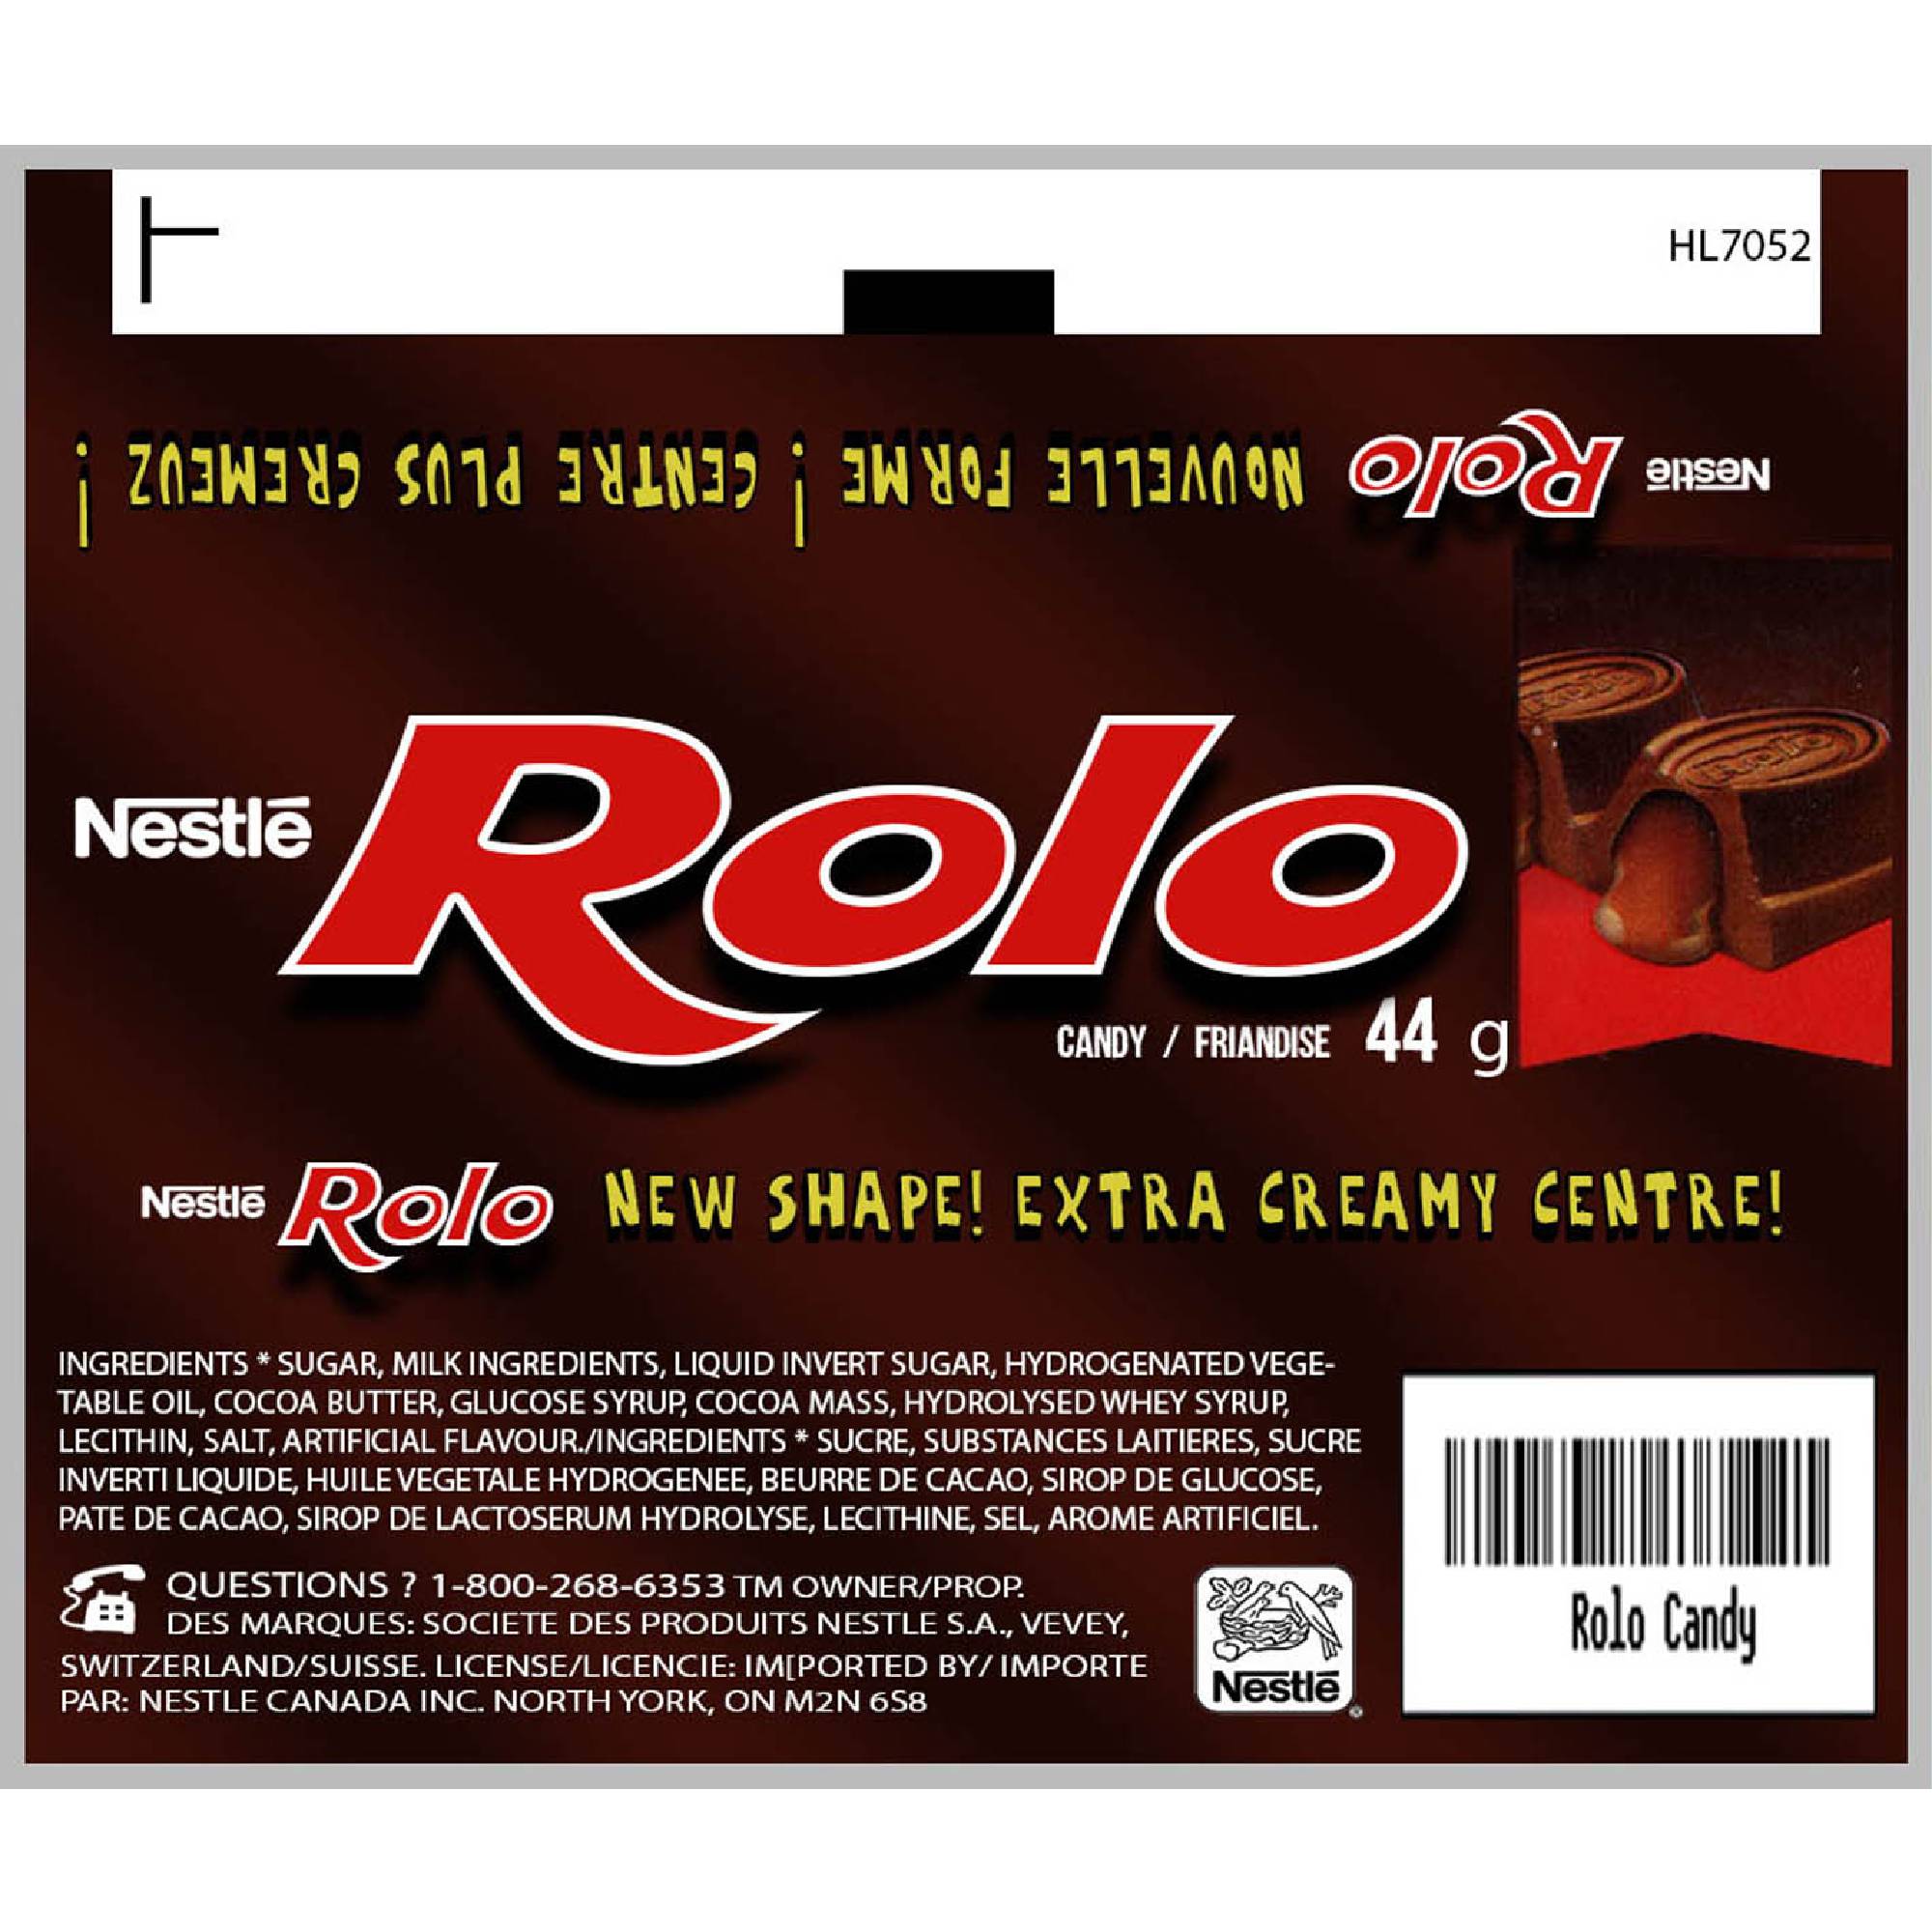 HL7052
Nestlé Rolo NOUVELLE FORME ! CENTRE PLUS CREMEUZ !
Nestlé Rolo
CANDY / FRIANDISE 44 g
Rolo
Rolo
Nestlé Rolo NEW SHAPE! EXTRA CREAMY CENTRE!
INGREDIENTS * SUGAR, MILK INGREDIENTS, LIQUID INVERT SUGAR, HYDROGENATED VEGE-
TABLE OIL, COCOA BUTTER, GLUCOSE SYRUP, COCOA MASS, HYDROLYSED WHEY SYRUP,
LECITHIN, SALT, ARTIFICIAL FLAVOUR./INGREDIENTS * SUCRE, SUBSTANCES LAITIERES, SUCRE
INVERTI LIQUIDE, HUILE VEGETALE HYDROGENEE, BEURRE DE CACAO, SIROP DE GLUCOSE,
PATE DE CACAO, SIROP DE LACTOSERUM HYDROLYSE, LECITHINE, SEL, AROME ARTIFICIEL.
QUESTIONS ? 1-800-268-6353 TM OWNER/PROP.
DES MARQUES: SOCIETE DES PRODUITS NESTLE S.A., VEVEY,
SWITZERLAND/SUISSE. LICENSE/LICENCIE: IM[PORTED BY/ IMPORTE
PAR: NESTLE CANADA INC. NORTH YORK, ON M2N 6S8
Nestlé ®
Rolo Candy